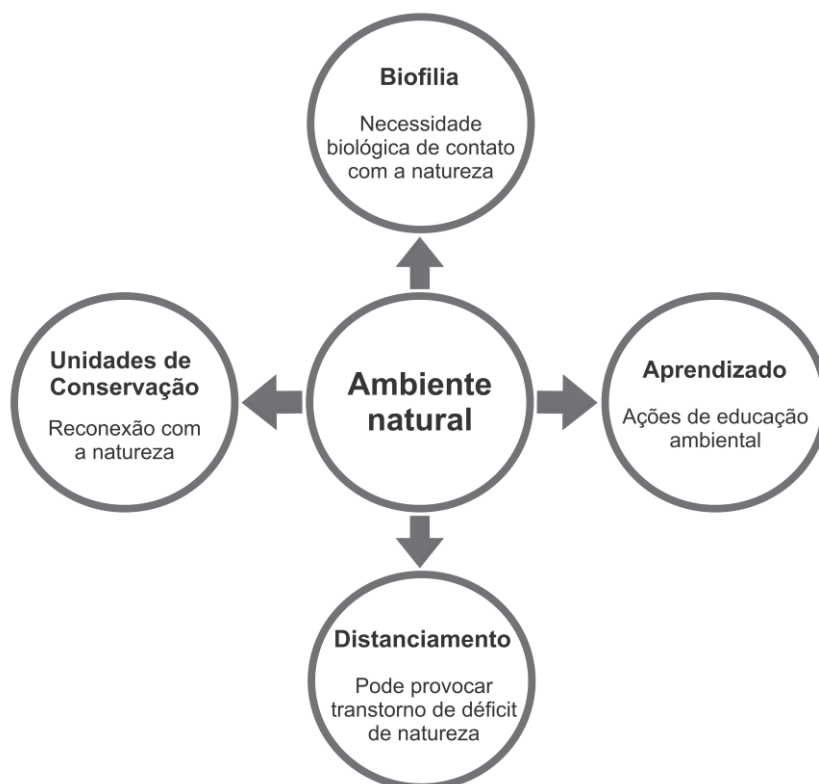 Biofilia
Necessidade
biológica de contato
com a natureza
Unidades de
Conservação
Reconexão com
a natureza
Ambiente
natural
Aprendizado
Ações de educação
ambiental
Distanciamento
Pode provocar
transtorno de déficit
de natureza